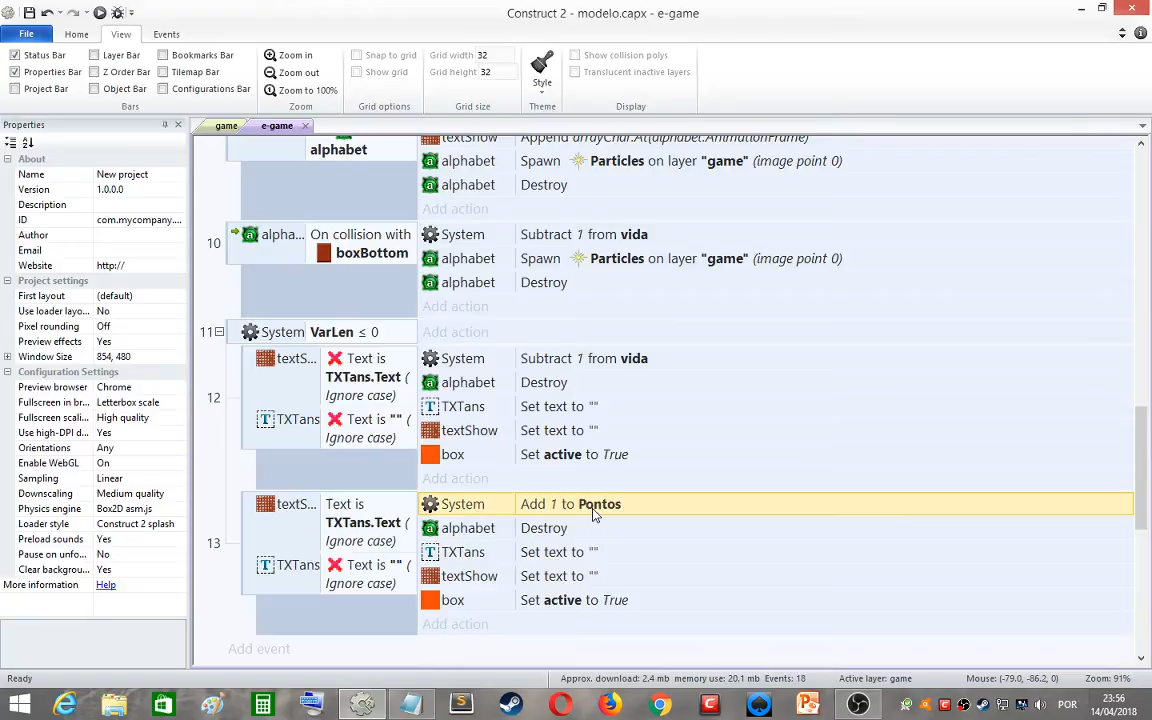 Construct 2 - modelo.capx - e-game
File
Home
View
Events
Status Bar
Layer Bar
Bookmarks Bar
Properties Bar
Z Order Bar
Tilemap Bar
Project Bar
Object Bar
Configurations Bar
Bars
Zoom in
Zoom out
Zoom to 100%
Zoom
Snap to grid
Show grid
Grid options
Grid width 32
Grid height 32
Grid size
Style
Theme
Show collision polys
Translucent inactive layers
Display
Properties
About
Name New project
Version 1.0.0.0
Description
ID com.mycompany....
Author
Email
Website http://
Project settings
First layout (default)
Use loader layo... No
Pixel rounding Off
Preview effects Yes
Window Size 854, 480
Configuration Settings
Preview browser Chrome
Fullscreen in br... Letterbox scale
Fullscreen scali... High quality
Use high-DPI d... Yes
Orientations Any
Enable WebGL On
Sampling Linear
Downscaling Medium quality
Physics engine Box2D asm.js
Loader style Construct 2 splash
Preload sounds Yes
Pause on unfo... No
Clear backgrou... Yes
More information Help
game
e-game
alphabet
textShow Append arrayChar.At(alphabet.AnimationFrame)
alphabet Spawn Particles on layer "game" (image point 0)
alphabet Destroy
Add action
10
alpha... On collision with
boxBottom
System Subtract 1 from vida
alphabet Spawn Particles on layer "game" (image point 0)
alphabet Destroy
Add action
11 System VarLen ≤ 0
Add action
12
textS... Text is
TXTans.Text (
Ignore case)
TXTans Text is "" (
Ignore case)
System Subtract 1 from vida
alphabet Destroy
TXTans Set text to ""
textShow Set text to ""
box Set active to True
Add action
13
textS... Text is
TXTans.Text (
Ignore case)
TXTans Text is "" (
Ignore case)
System Add 1 to Pontos
alphabet Destroy
TXTans Set text to ""
textShow Set text to ""
box Set active to True
Add action
Add event
Ready
Approx. download: 2.4 mb memory use: 20.1 mb Events: 18
Active layer: game
Mouse: (-79.0, -86.2, 0)
Zoom: 91%
POR
23:56
14/04/2018